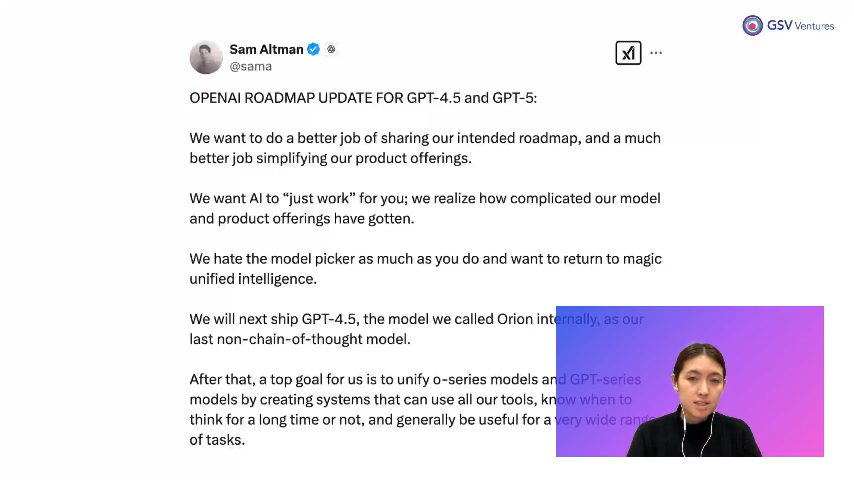 GSV Ventures
Sam Altman
@sama
OPENAI ROADMAP UPDATE FOR GPT-4.5 and GPT-5:
We want to do a better job of sharing our intended roadmap, and a much
better job simplifying our product offerings.
We want AI to “just work” for you; we realize how complicated our model
and product offerings have gotten.
We hate the model picker as much as you do and want to return to magic
unified intelligence.
We will next ship GPT-4.5, the model we called Orion internally, as our
last non-chain-of-thought model.
After that, a top goal for us is to unify o-series models and GPT-series
models by creating systems that can use all our tools, know when to
think for a long time or not, and generally be useful for a very wide range
of tasks.